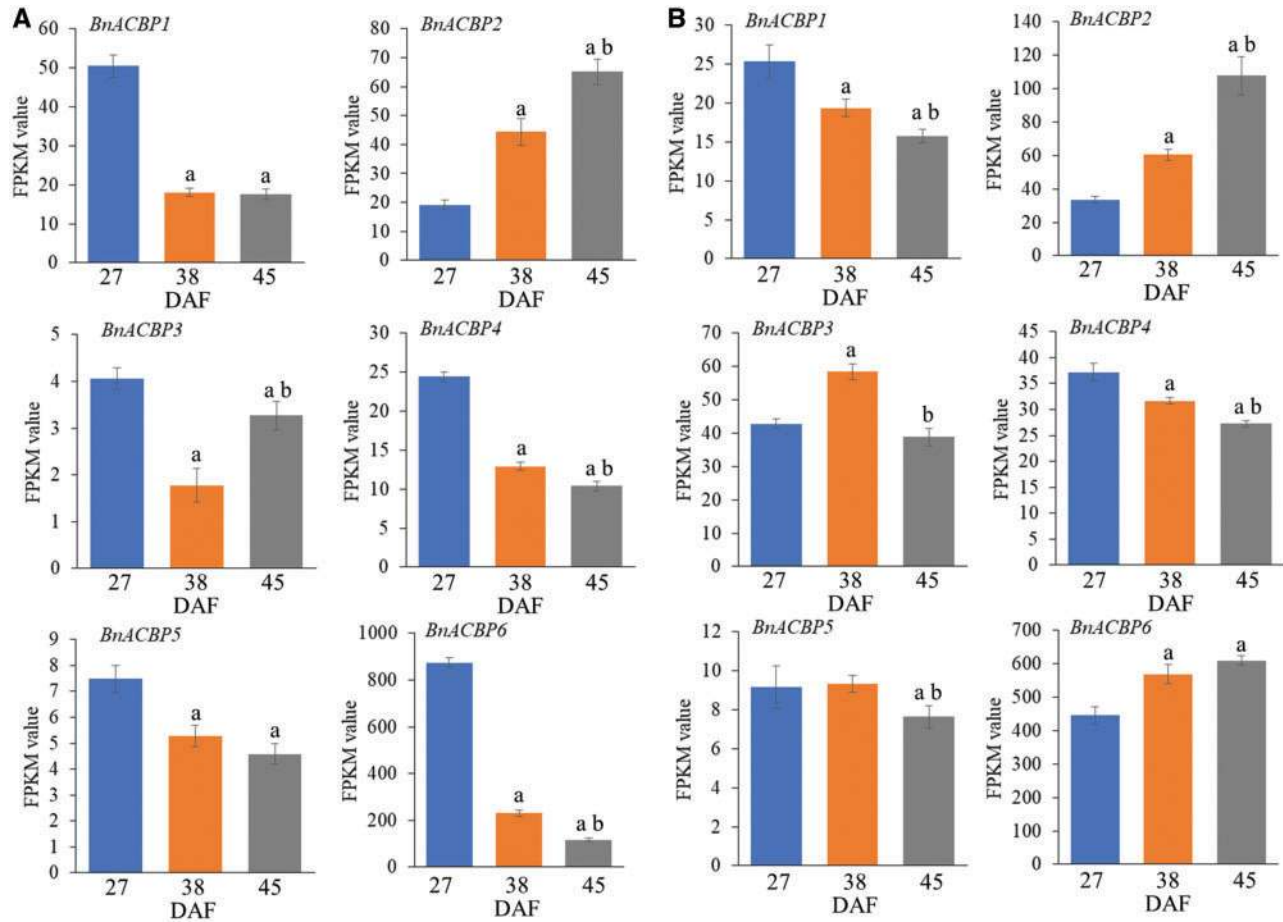 A
BnACBP1
FPKM value
60
50
40
30
20
10
0
a
a
27 38 45
DAF
BnACBP2
FPKM value
80
70
60
50
40
30
20
10
0
a
a b
27 38 45
DAF
BnACBP3
FPKM value
5
4
3
2
1
0
a
a b
27 38 45
DAF
BnACBP4
FPKM value
30
25
20
15
10
5
0
a
a b
27 38 45
DAF
BnACBP5
FPKM value
9
8
7
6
5
4
3
2
1
0
a
a
27 38 45
DAF
BnACBP6
FPKM value
1000
800
600
400
200
0
a
a b
27 38 45
DAF
B
BnACBP1
FPKM value
30
25
20
15
10
5
0
a
a b
27 38 45
DAF
BnACBP2
FPKM value
140
120
100
80
60
40
20
0
a
a b
27 38 45
DAF
BnACBP3
FPKM value
70
60
50
40
30
20
10
0
a
b
27 38 45
DAF
BnACBP4
FPKM value
45
40
35
30
25
20
15
10
5
0
a
a b
27 38 45
DAF
BnACBP5
FPKM value
12
10
8
6
4
2
0
a b
27 38 45
DAF
BnACBP6
FPKM value
700
600
500
400
300
200
100
0
a
a
27 38 45
DAF